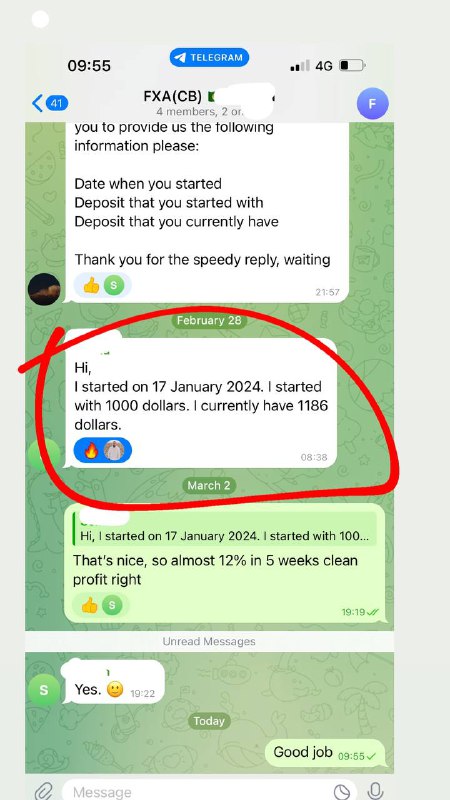 09:55
TELEGRAM
4G
41
FXA(CB)
4 members, 2
F
you to provide us the following
information please:
Date when you started
Deposit that you started with
Deposit that you currently have
Thank you for the speedy reply, waiting
S
21:57
February 28
Hi,
I started on 17 January 2024. I started
with 1000 dollars. I currently have 1186
dollars.
08:38
March 2
Hi, I started on 17 January 2024. I started with 100...
That's nice, so almost 12% in 5 weeks clean
profit right
S
19:19
Unread Messages
S
Yes. 🙂
19:22
Today
Good job
09:55
Message